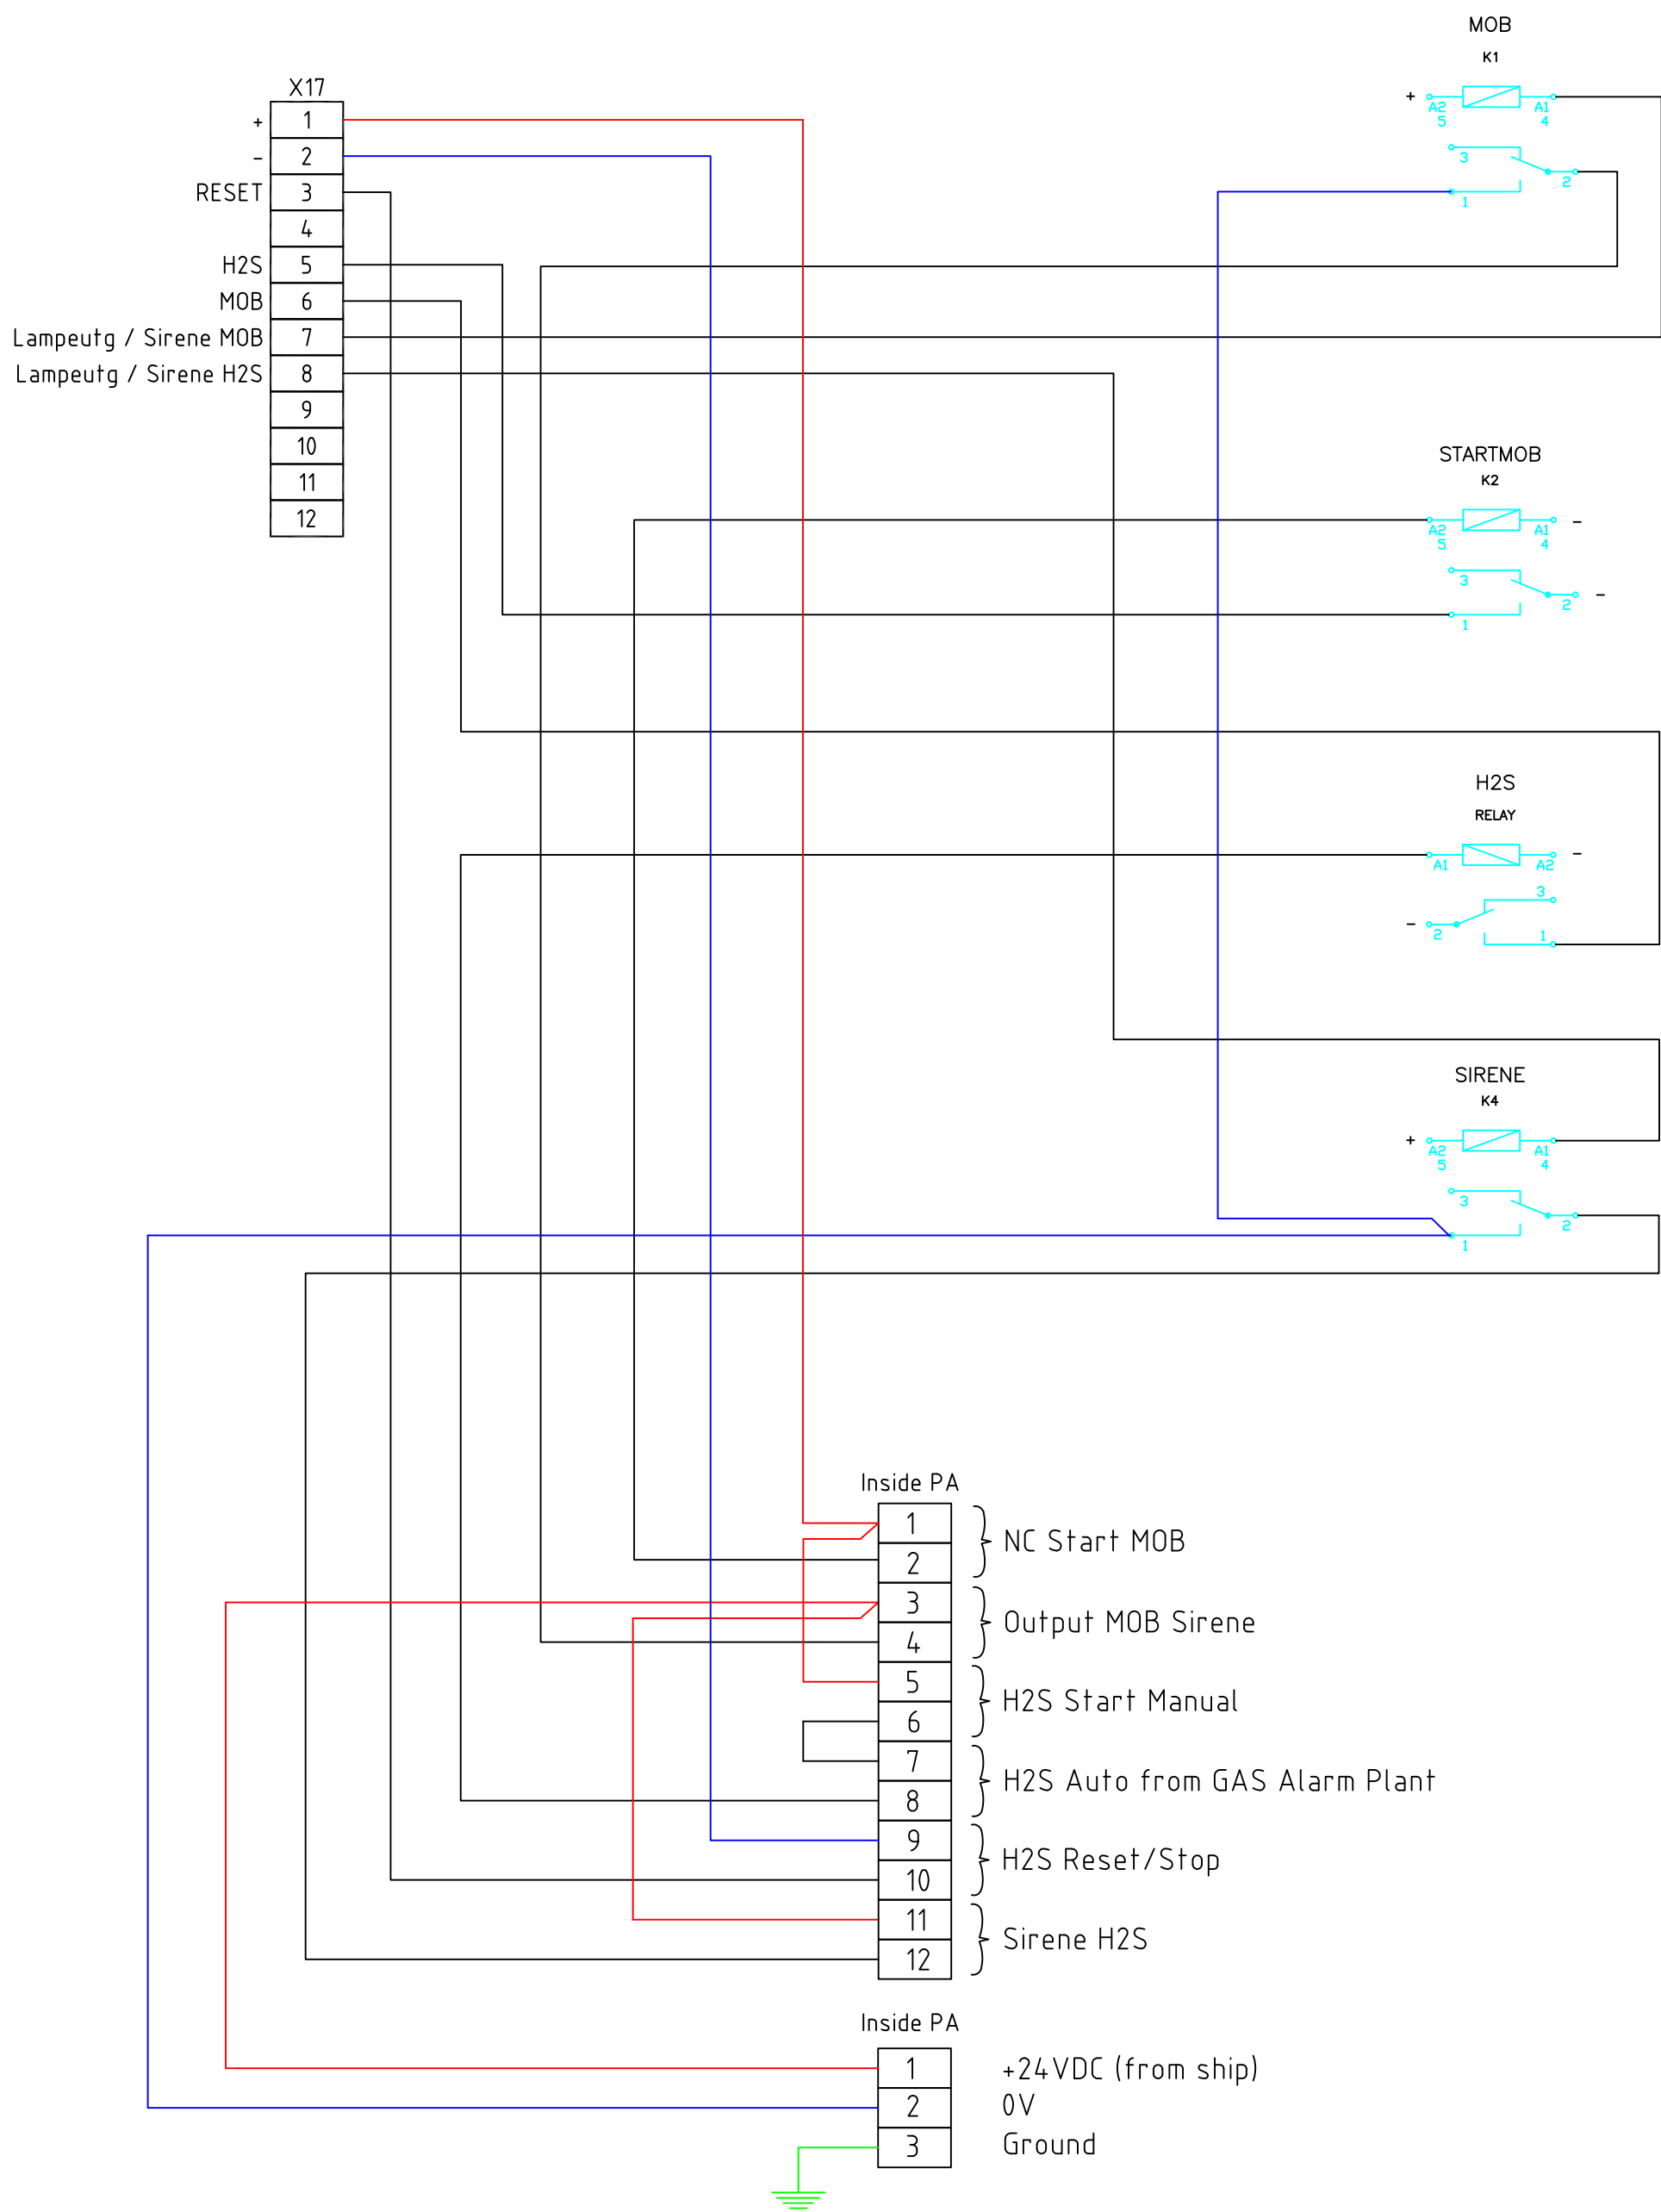 X17
+ 1
- 2
RESET 3
4
H2S 5
MOB 6
Lampeutg / Sirene MOB 7
Lampeutg / Sirene H2S 8
9
10
11
12
MOB
K1
+
A2 A1
5 4
3
2
1
STARTMOB
K2
A2 A1 -
5 4
3
2 -
1
H2S
RELAY
A1 A2 -
3
- 2
1
SIRENE
K4
+
A2 A1
5 4
3
2
1
Inside PA
1
NC Start MOB
2
3
Output MOB Sirene
4
5
H2S Start Manual
6
7
H2S Auto from GAS Alarm Plant
8
9
H2S Reset/Stop
10
11
Sirene H2S
12
Inside PA
1 +24VDC (from ship)
2 0V
3 Ground